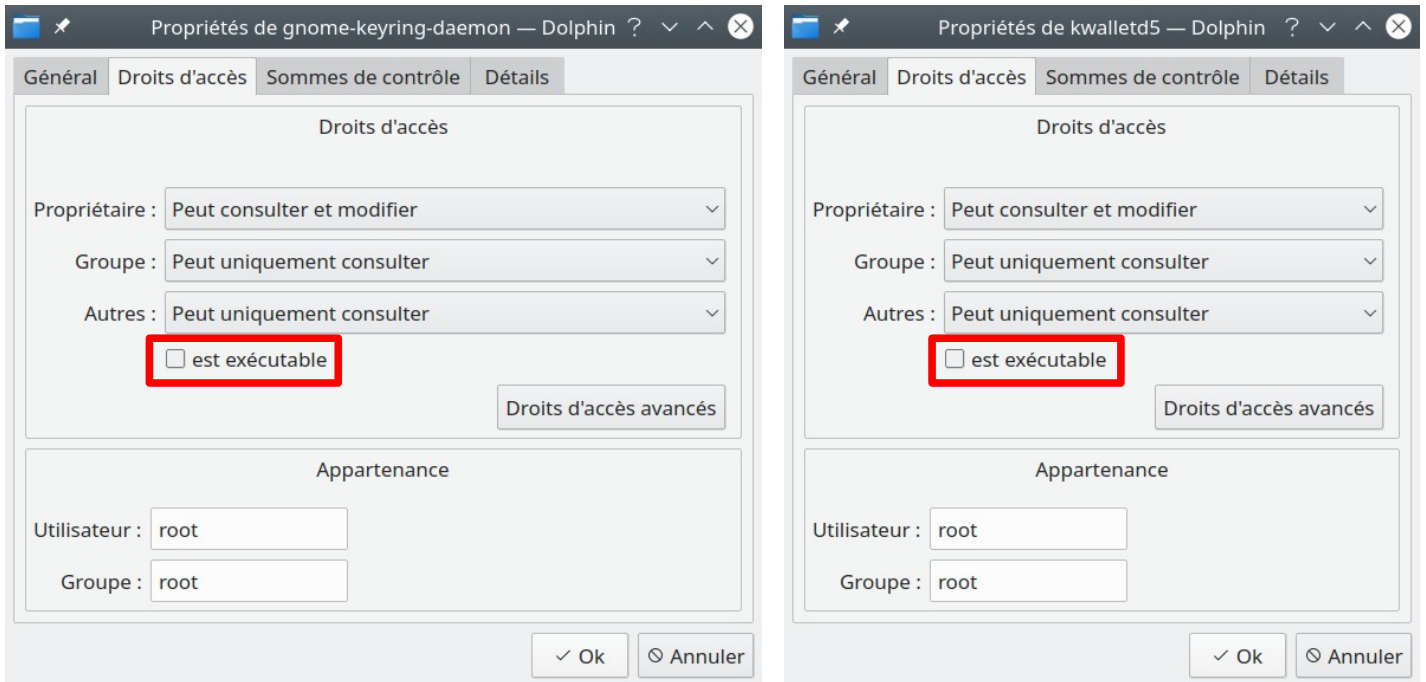 Propriétés de gnome-keyring-daemon — Dolphin
Général Droits d'accès Sommes de contrôle Détails
Droits d'accès
Propriétaire : Peut consulter et modifier
Groupe : Peut uniquement consulter
Autres : Peut uniquement consulter
est exécutable
Droits d'accès avancés
Appartenance
Utilisateur : root
Groupe : root
Ok Annuler
Propriétés de kwalletd5 — Dolphin
Général Droits d'accès Sommes de contrôle Détails
Droits d'accès
Propriétaire : Peut consulter et modifier
Groupe : Peut uniquement consulter
Autres : Peut uniquement consulter
est exécutable
Droits d'accès avancés
Appartenance
Utilisateur : root
Groupe : root
Ok Annuler